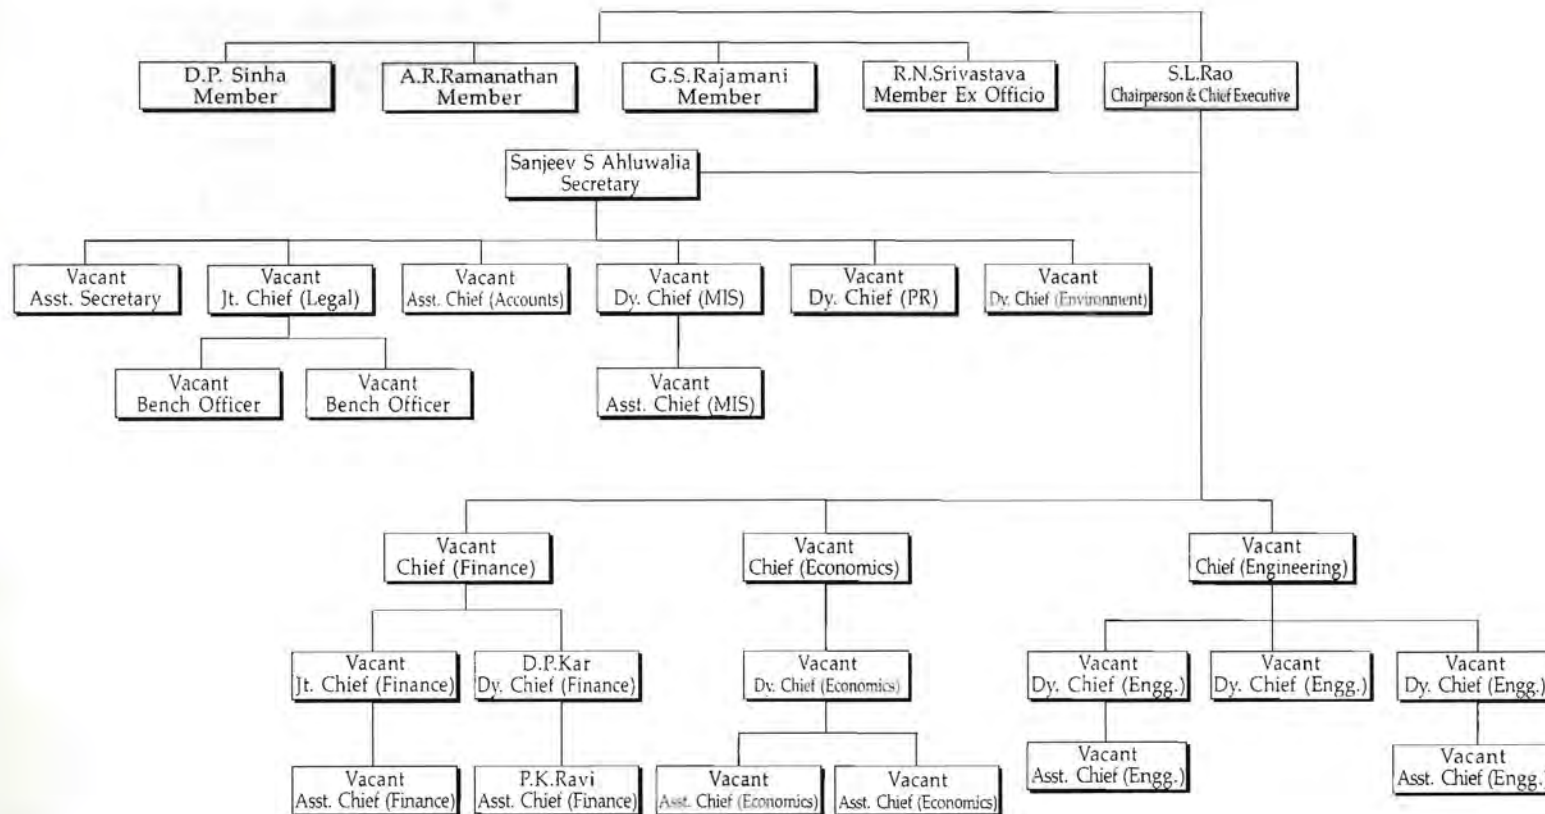 D.P. Sinha
Member
A.R.Ramanathan
Member
G.S.Rajamani
Member
R.N.Srivastava
Member Ex Officio
S.L.Rao
Chairperson & Chief Executive
Sanjeev S Ahluwalia
Secretary
Vacant
Asst. Secretary
Vacant
Jt. Chief (Legal)
Vacant
Asst. Chief (Accounts)
Vacant
Dy. Chief (MIS)
Vacant
Dy. Chief (PR)
Vacant
Dy. Chief (Environment)
Vacant
Bench Officer
Vacant
Bench Officer
Vacant
Asst. Chief (MIS)
Vacant
Chief (Finance)
Vacant
Chief (Economics)
Vacant
Chief (Engineering)
Vacant
Jt. Chief (Finance)
D.P.Kar
Dy. Chief (Finance)
Vacant
Dy. Chief (Economics)
Vacant
Dy. Chief (Engg.)
Vacant
Dy. Chief (Engg.)
Vacant
Dy. Chief (Engg.)
Vacant
Asst. Chief (Finance)
P.K.Ravi
Asst. Chief (Finance)
Vacant
Asst. Chief (Economics)
Vacant
Asst. Chief (Economics)
Vacant
Asst. Chief (Engg.)
Vacant
Asst. Chief (Engg.)